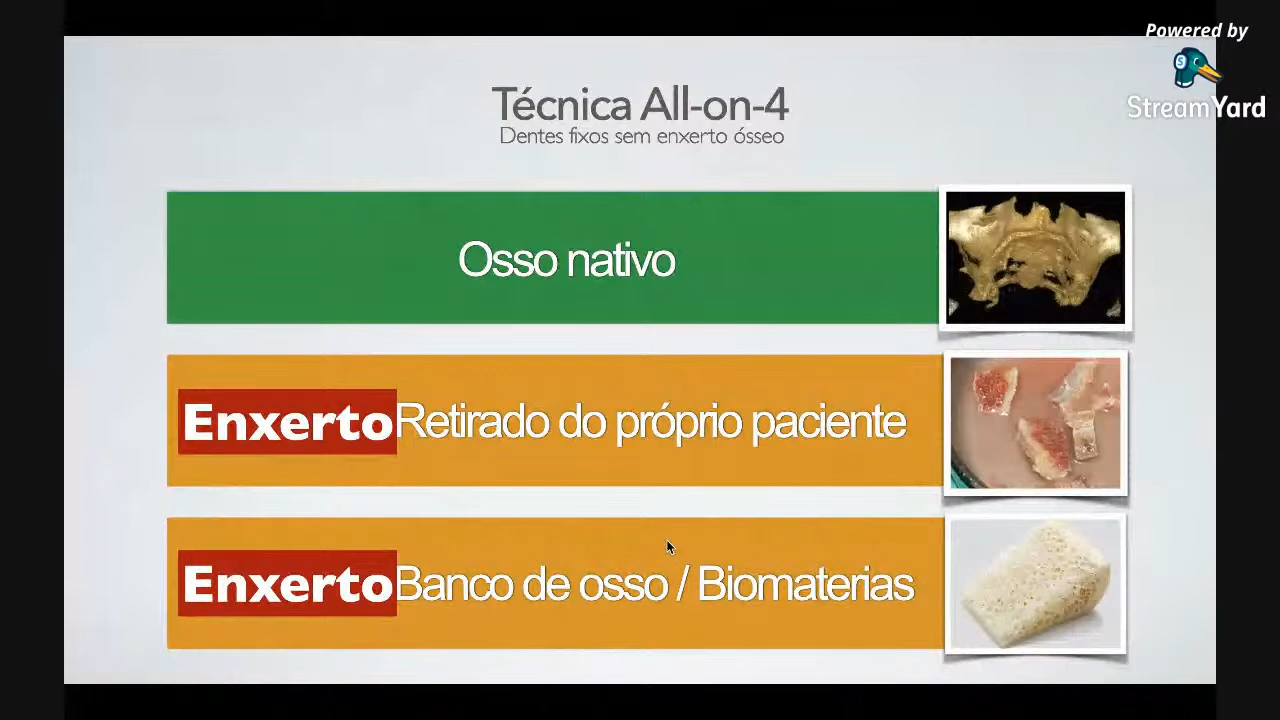 Powered by
StreamYard
Técnica All-on-4
Dentes fixos sem enxerto ósseo
Osso nativo
Enxerto Retirado do próprio paciente
Enxerto Banco de osso / Biomaterias